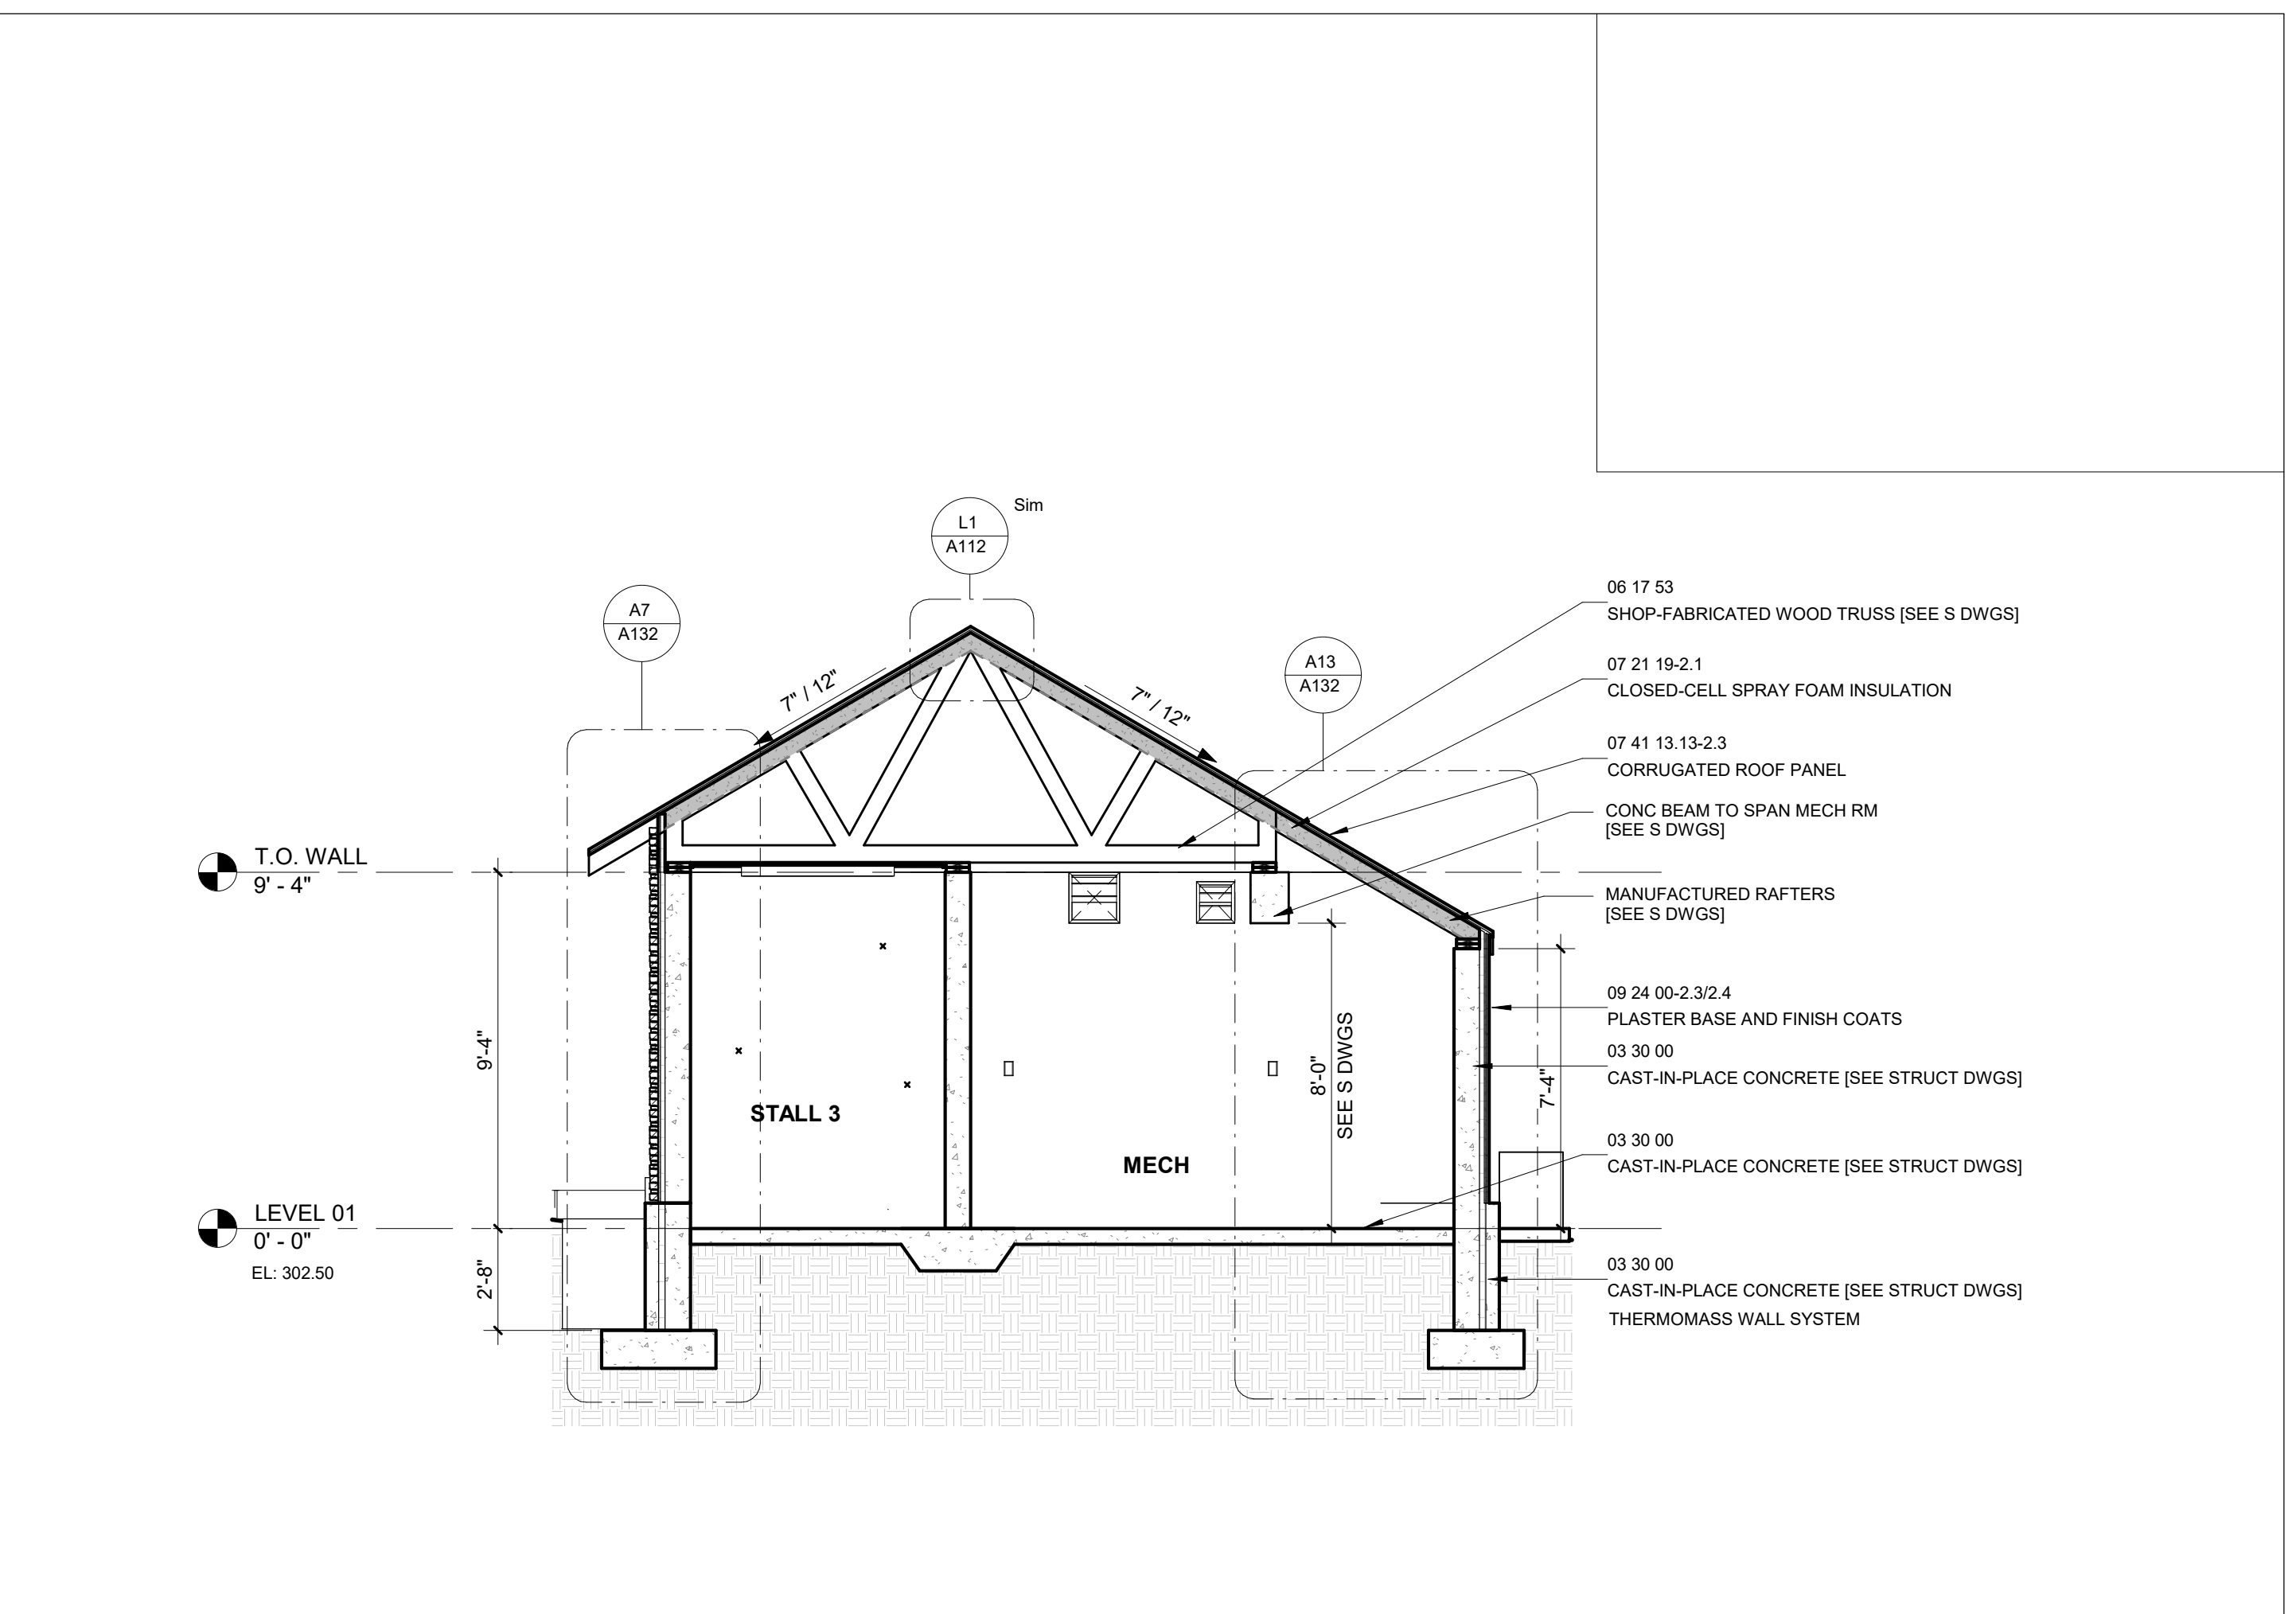 Sim
L1
A112
A7
A132
A13
A132
7" / 12"
7" / 12"
06 17 53
SHOP-FABRICATED WOOD TRUSS [SEE S DWGS]
07 21 19-2.1
CLOSED-CELL SPRAY FOAM INSULATION
07 41 13.13-2.3
CORRUGATED ROOF PANEL
CONC BEAM TO SPAN MECH RM
[SEE S DWGS]
MANUFACTURED RAFTERS
[SEE S DWGS]
09 24 00-2.3/2.4
PLASTER BASE AND FINISH COATS
03 30 00
CAST-IN-PLACE CONCRETE [SEE STRUCT DWGS]
03 30 00
CAST-IN-PLACE CONCRETE [SEE STRUCT DWGS]
03 30 00
CAST-IN-PLACE CONCRETE [SEE STRUCT DWGS]
THERMOMASS WALL SYSTEM
T.O. WALL
9' - 4"
9'-4"
STALL 3
MECH
8'-0"
SEE S DWGS
7'-4"
LEVEL 01
0' - 0"
EL: 302.50
2'-8"